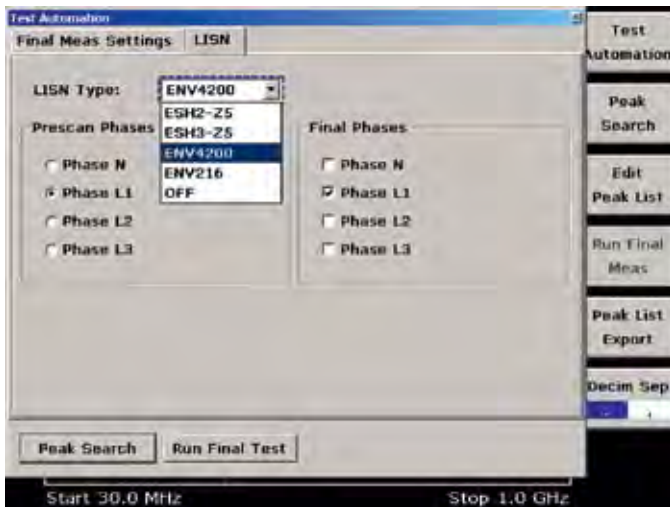 Test Automation
Final Meas Settings LISN
LISN Type: ENV4200
ESH2-Z5
ESH3-Z5
ENV4200
ENV216
OFF
Prescan Phases
Phase N
Phase L1
Phase L2
Phase L3
Final Phases
Phase N
Phase L1
Phase L2
Phase L3
Peak Search Run Final Test
Start 30.0 MHz Stop 1.0 GHz
Test
Automation
Peak
Search
Edit
Peak List
Run Final
Meas
Peak List
Export
Decim Sep